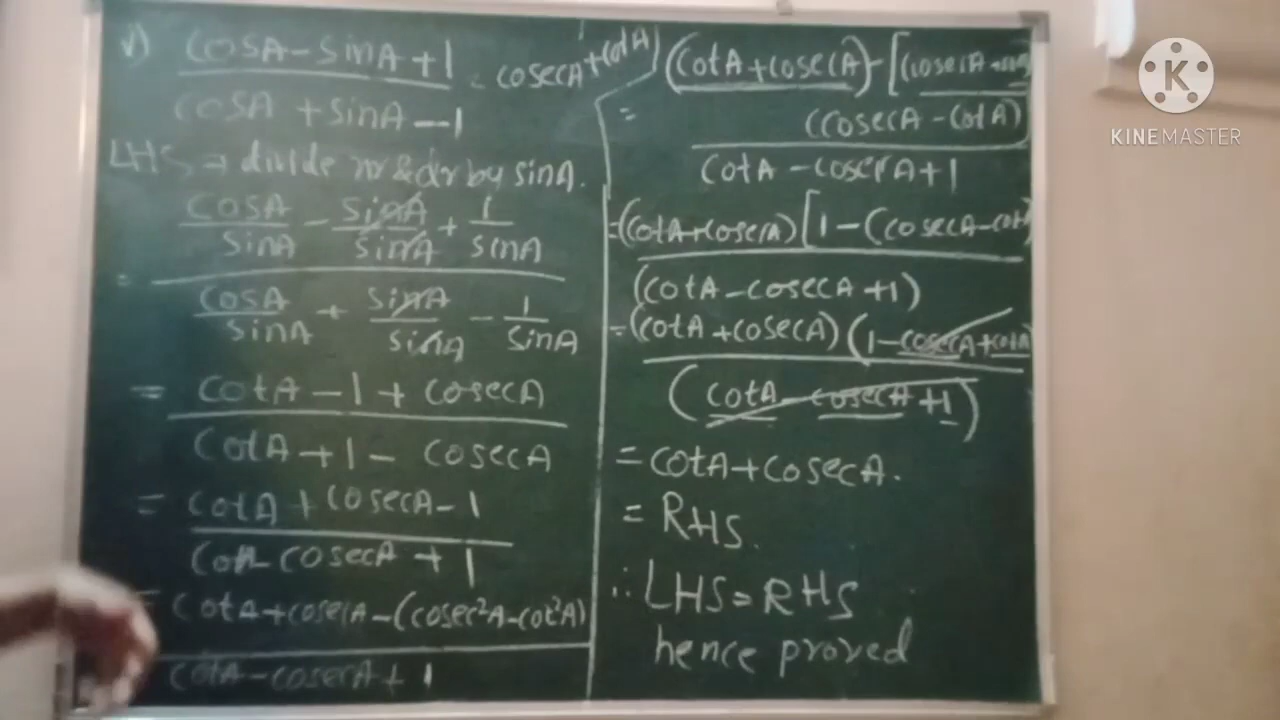 v) cosA - sinA + 1 = cosecA + cotA
cosA + sinA - 1
LHS → divide nr & dr by sinA.
cosA/sinA - sinA/sinA + 1/sinA
= cosA/sinA + sinA/sinA - 1/sinA
= cotA - 1 + cosecA
cotA + 1 - cosecA
= cotA + cosecA - 1
cotA - cosecA + 1
= cotA + cosecA - (cosec²A - cot²A)
cotA - cosecA + 1
= (cotA + cosecA) - [(cosecA + cotA)
(cosecA - cotA)
cotA - cosecA + 1
= (cotA + cosecA) [1 - (cosecA - cot
(cotA - cosecA + 1)
= (cotA + cosecA) (1 - cosecA + cotA
(cotA - cosecA + 1)
= cotA + cosecA.
= RHS.
∴ LHS = RHS
hence proved
K
KINEMASTER